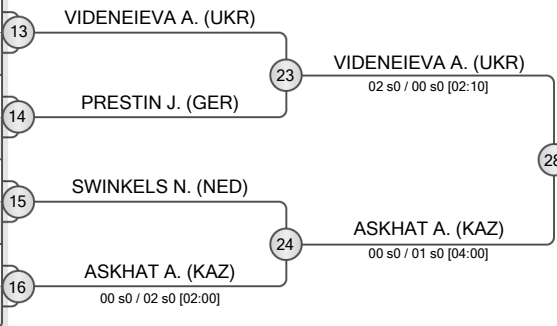 VIDENEIEVA A. (UKR)
13
23
VIDENEIEVA A. (UKR)
02 s0 / 00 s0 [02:10]
PRESTIN J. (GER)
14
28
SWINKELS N. (NED)
15
24
ASKHAT A. (KAZ)
00 s0 / 01 s0 [04:00]
ASKHAT A. (KAZ)
16
00 s0 / 02 s0 [02:00]